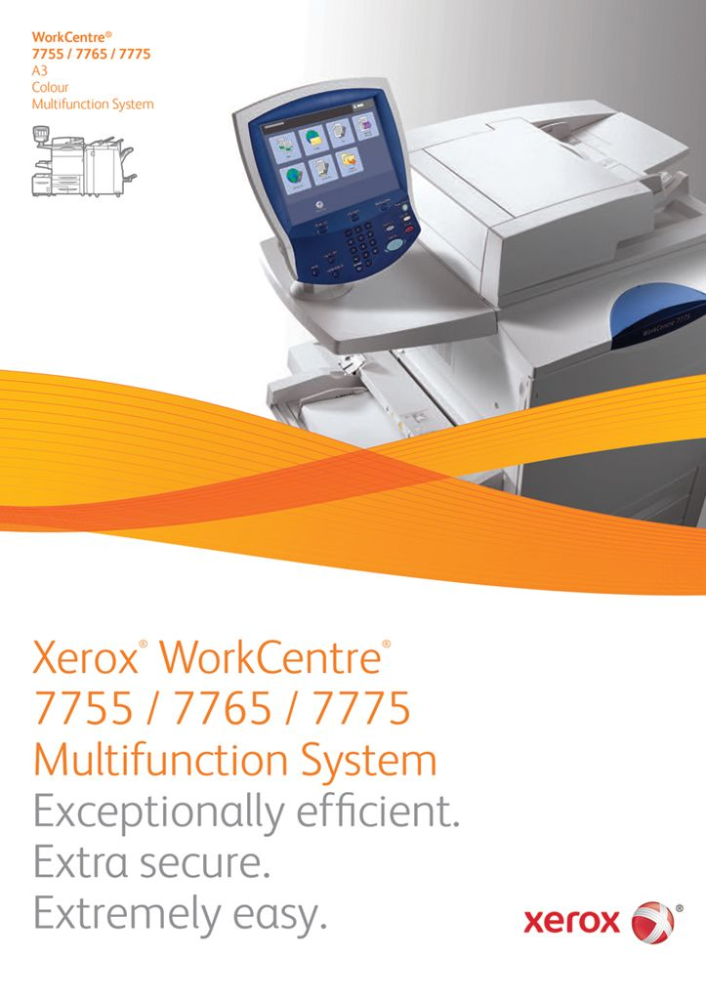 WorkCentre®
7755 / 7765 / 7775
A3
Colour
Multifunction System
WorkCentre 7775
Xerox® WorkCentre®
7755 / 7765 / 7775
Multifunction System
Exceptionally efficient.
Extra secure.
Extremely easy.
xerox®